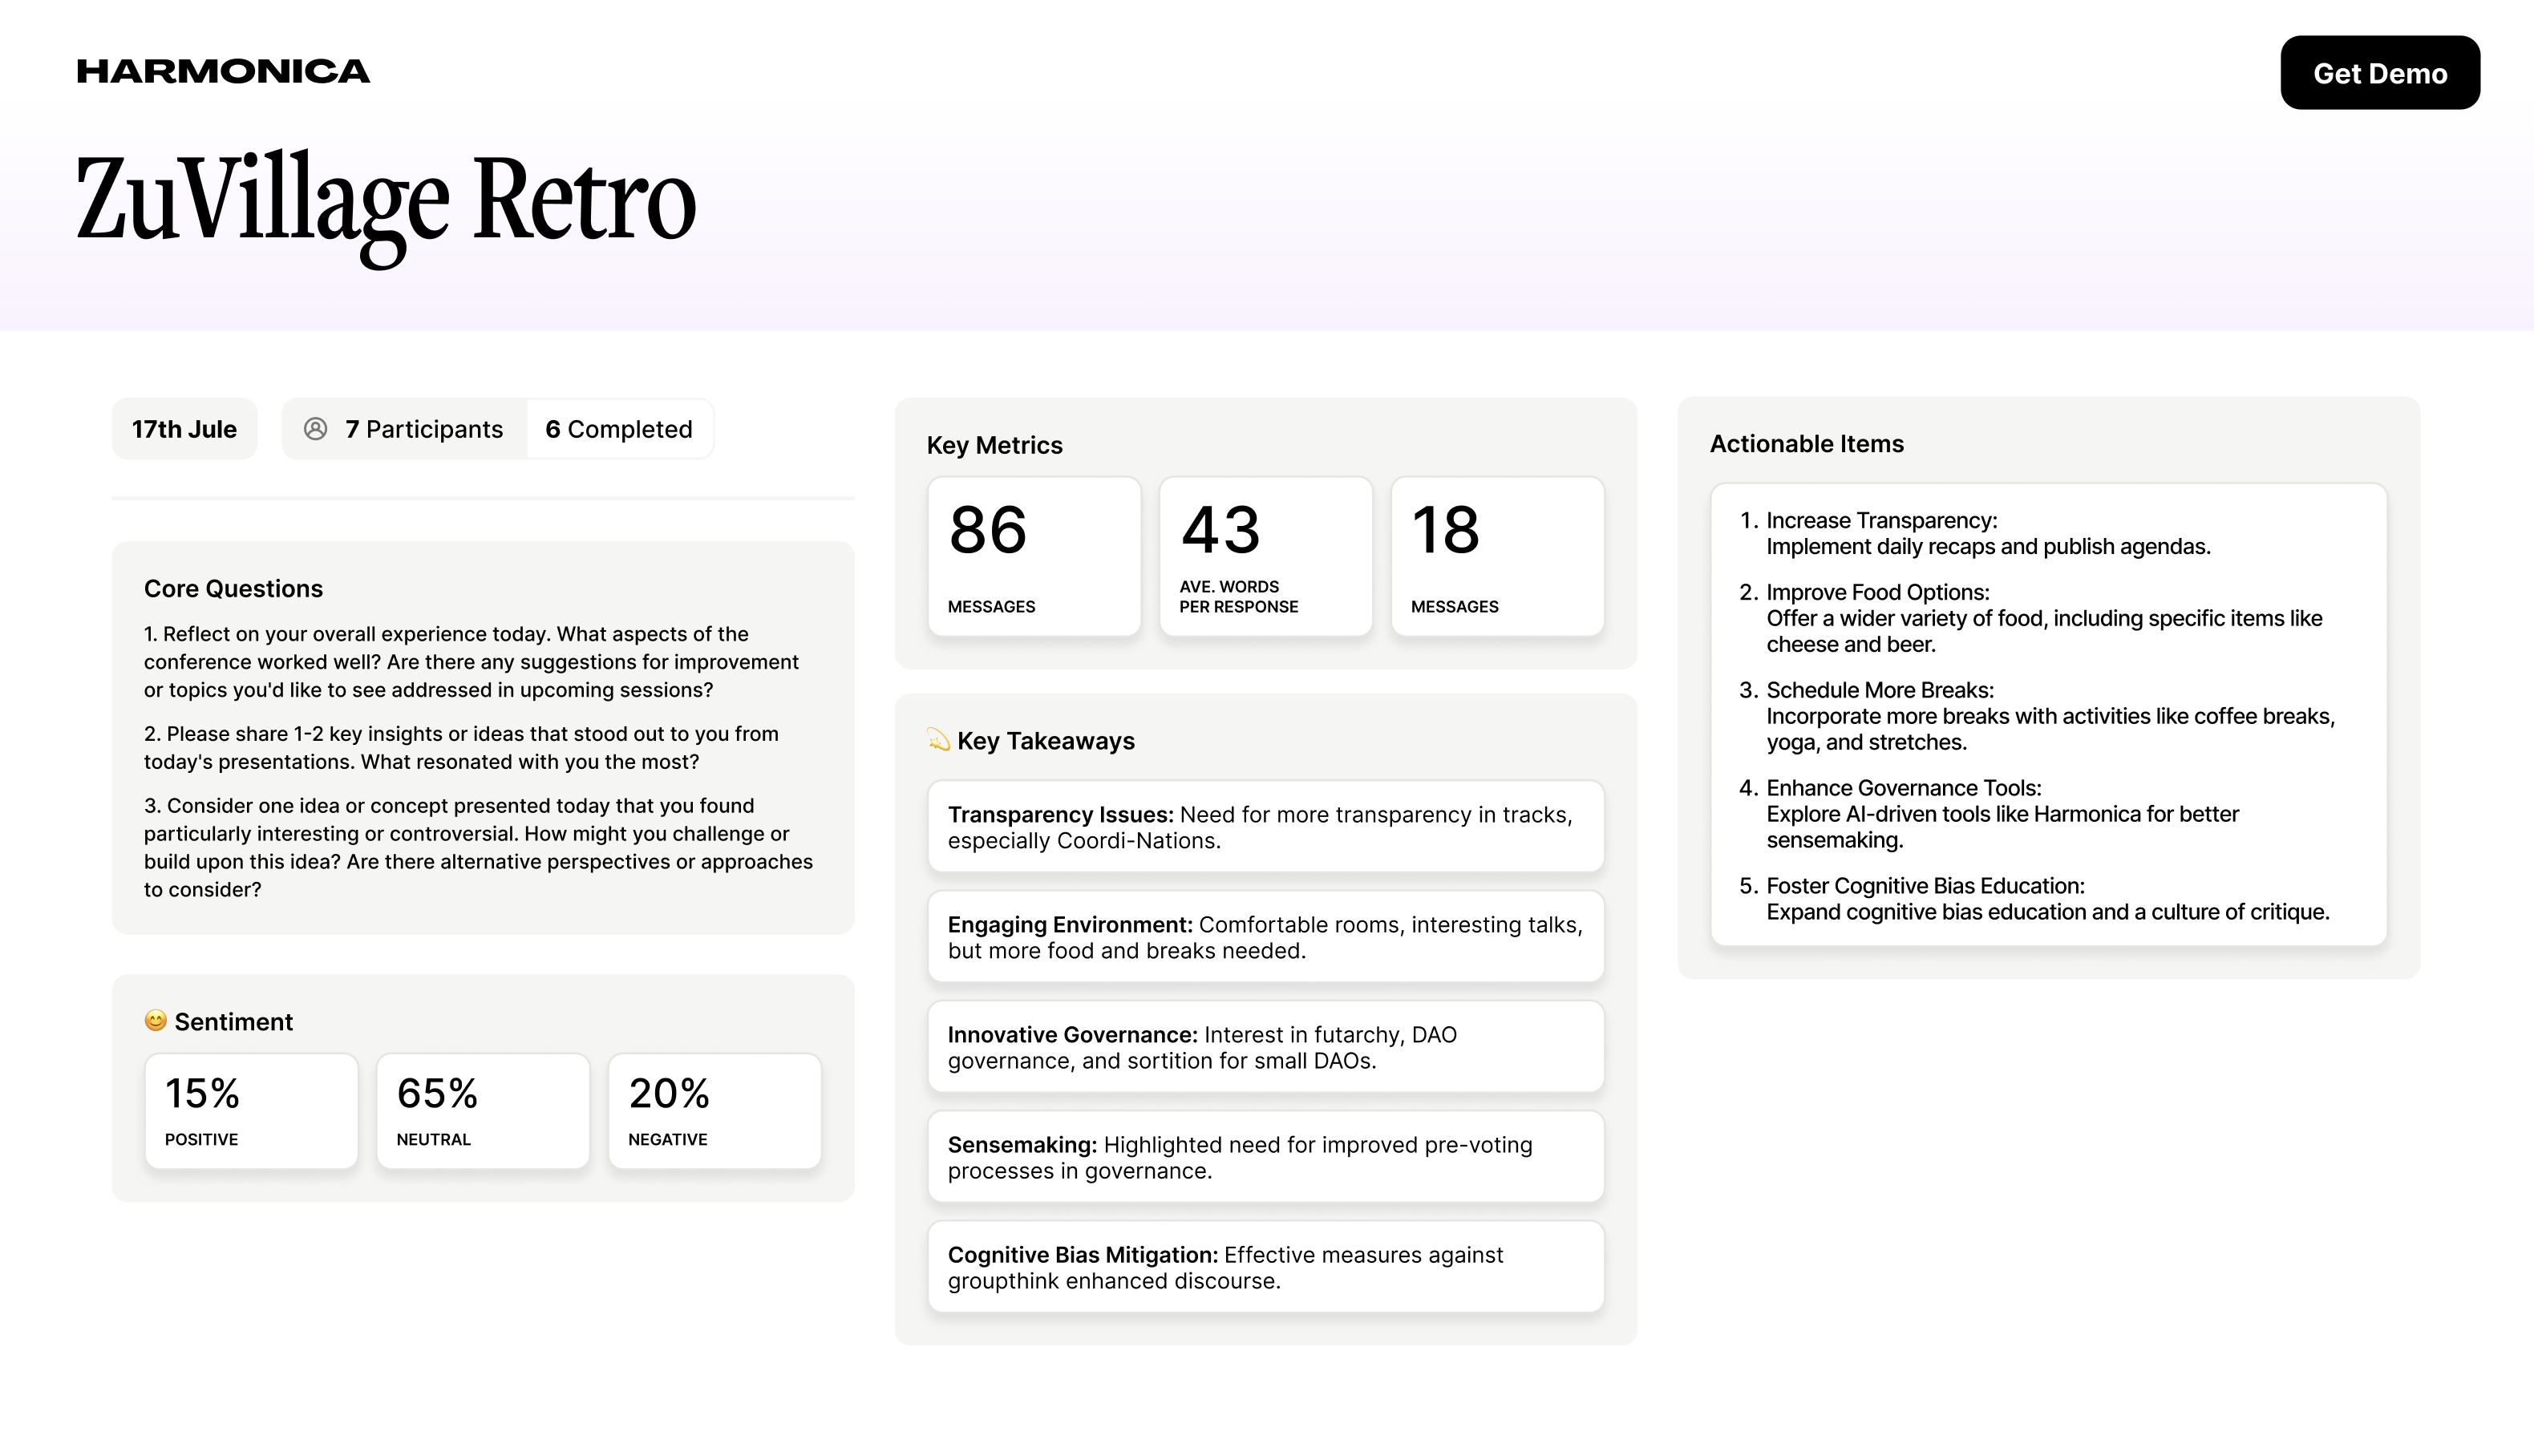 HARMONICA
Get Demo
ZuVillage Retro
17th Jule
7 Participants
6 Completed
Core Questions
1. Reflect on your overall experience today. What aspects of the
conference worked well? Are there any suggestions for improvement
or topics you'd like to see addressed in upcoming sessions?
2. Please share 1-2 key insights or ideas that stood out to you from
today's presentations. What resonated with you the most?
3. Consider one idea or concept presented today that you found
particularly interesting or controversial. How might you challenge or
build upon this idea? Are there alternative perspectives or approaches
to consider?
😊 Sentiment
15%
POSITIVE
65%
NEUTRAL
20%
NEGATIVE
Key Metrics
86
MESSAGES
43
AVE. WORDS
PER RESPONSE
18
MESSAGES
💫 Key Takeaways
Transparency Issues: Need for more transparency in tracks,
especially Coordi-Nations.
Engaging Environment: Comfortable rooms, interesting talks,
but more food and breaks needed.
Innovative Governance: Interest in futarchy, DAO
governance, and sortition for small DAOs.
Sensemaking: Highlighted need for improved pre-voting
processes in governance.
Cognitive Bias Mitigation: Effective measures against
groupthink enhanced discourse.
Actionable Items
1. Increase Transparency:
Implement daily recaps and publish agendas.
2. Improve Food Options:
Offer a wider variety of food, including specific items like
cheese and beer.
3. Schedule More Breaks:
Incorporate more breaks with activities like coffee breaks,
yoga, and stretches.
4. Enhance Governance Tools:
Explore AI-driven tools like Harmonica for better
sensemaking.
5. Foster Cognitive Bias Education:
Expand cognitive bias education and a culture of critique.